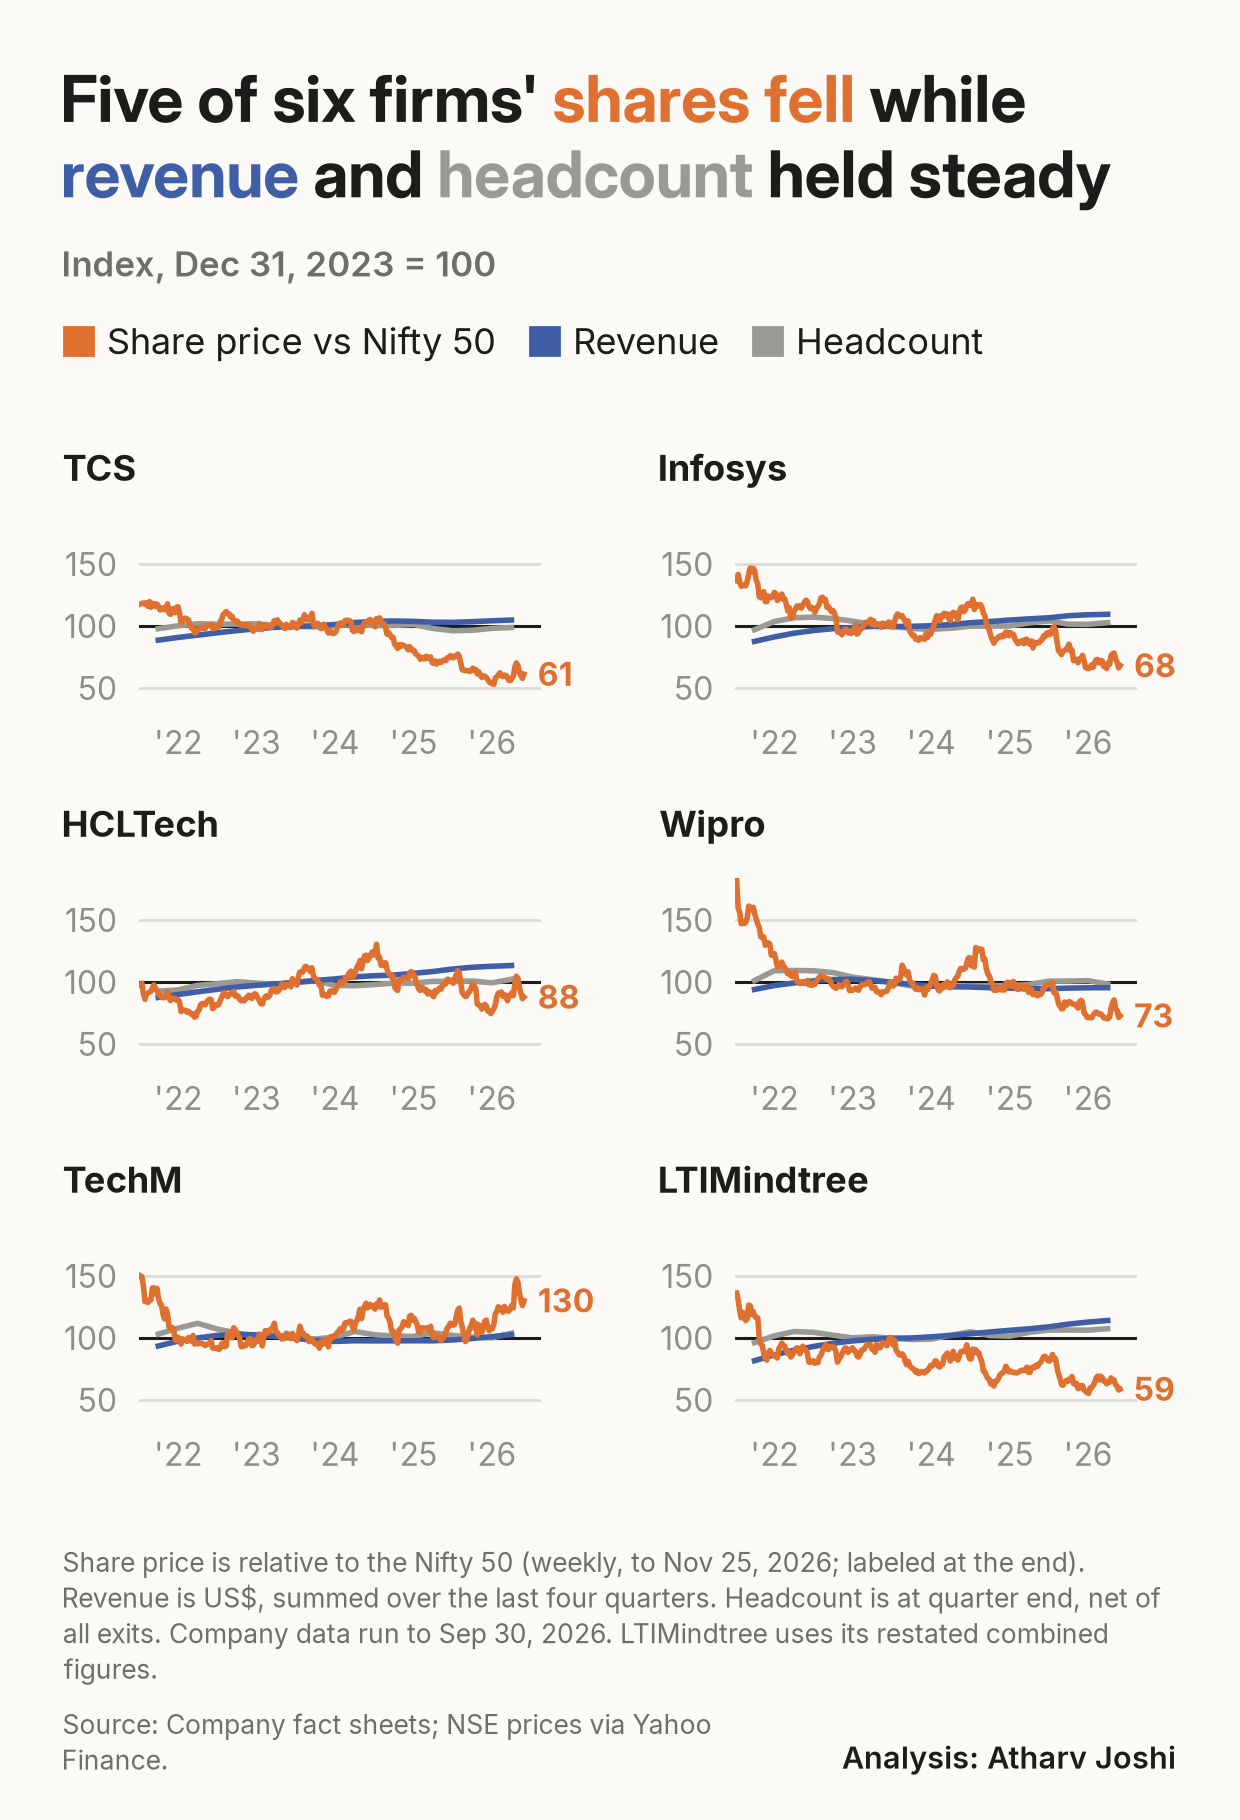 Five of six firms' shares fell while
revenue and headcount held steady
Index, Dec 31, 2023 = 100
Share price vs Nifty 50 Revenue Headcount
TCS
150
100
50
61
'22 '23 '24 '25 '26
Infosys
150
100
50
68
'22 '23 '24 '25 '26
HCLTech
150
100
50
88
'22 '23 '24 '25 '26
Wipro
150
100
50
73
'22 '23 '24 '25 '26
TechM
150
100
50
130
'22 '23 '24 '25 '26
LTIMindtree
150
100
50
59
'22 '23 '24 '25 '26
Share price is relative to the Nifty 50 (weekly, to Nov 25, 2026; labeled at the end).
Revenue is US$, summed over the last four quarters. Headcount is at quarter end, net of
all exits. Company data run to Sep 30, 2026. LTIMindtree uses its restated combined
figures.
Source: Company fact sheets; NSE prices via Yahoo
Finance.
Analysis: Atharv Joshi